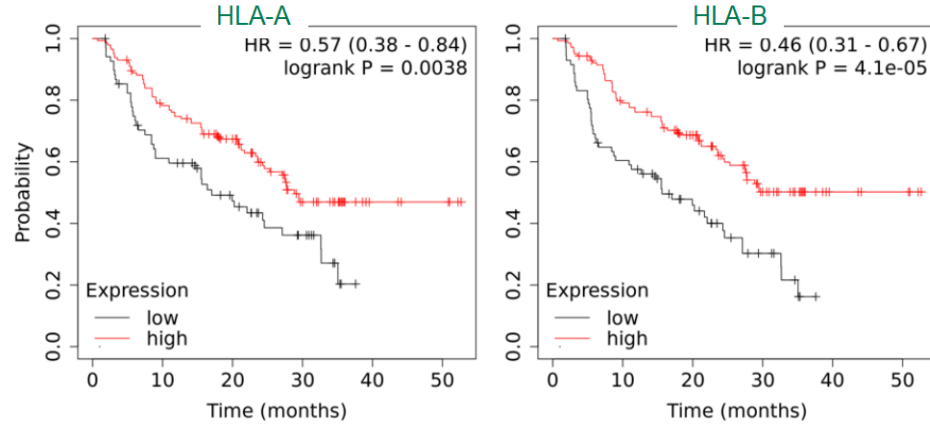 HLA-A
HR = 0.57 (0.38 - 0.84)
logrank P = 0.0038
Probability
1.0
0.8
0.6
0.4
0.2
0.0
Expression
low
high
0 10 20 30 40 50
Time (months)
HLA-B
HR = 0.46 (0.31 - 0.67)
logrank P = 4.1e-05
1.0
0.8
0.6
0.4
0.2
0.0
Expression
low
high
0 10 20 30 40 50
Time (months)